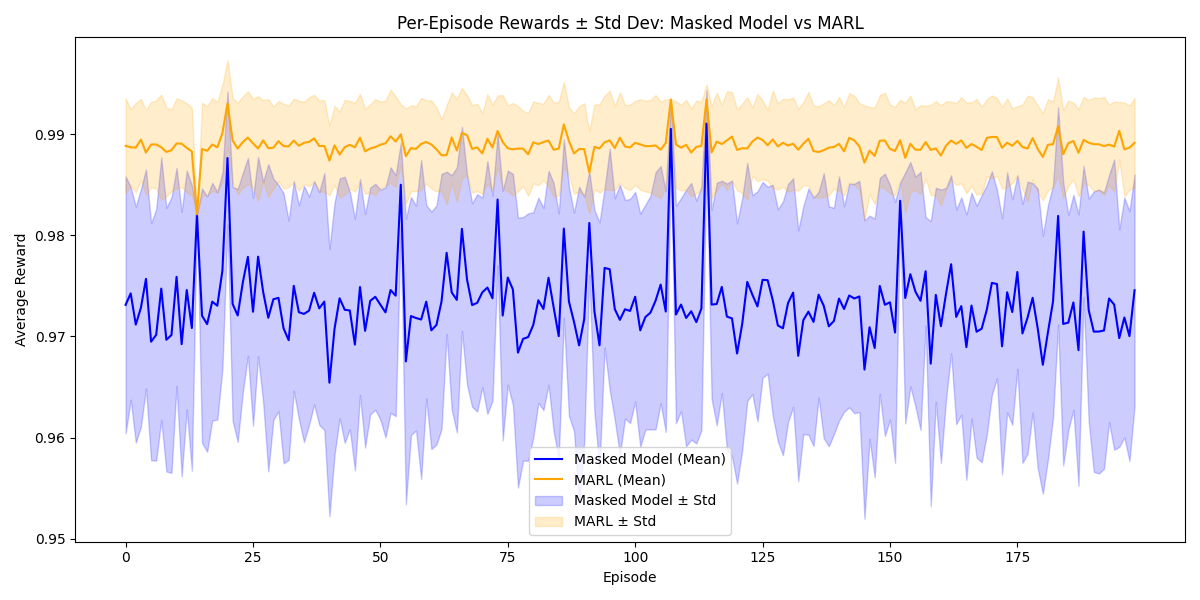 Per-Episode Rewards ± Std Dev: Masked Model vs MARL
Average Reward
0.99
0.98
0.97
0.96
0.95
Masked Model (Mean)
MARL (Mean)
Masked Model ± Std
MARL ± Std
0 25 50 75 100 125 150 175
Episode